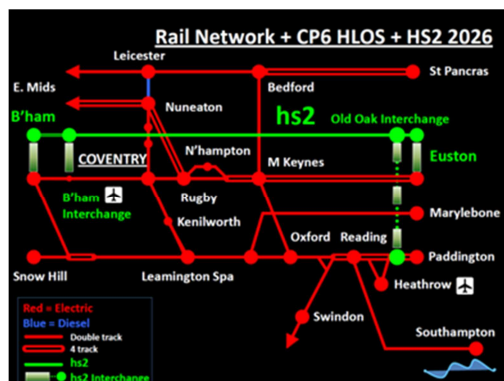 Rail Network + CP6 HLOS + HS2 2026
Leicester
St Pancras
E. Mids
Bedford
Nuneaton
B'ham
hs2
Old Oak Interchange
N'hampton
COVENTRY
M Keynes
Euston
B'ham
Interchange
Rugby
Marylebone
Kenilworth
Oxford
Reading
Paddington
Snow Hill
Leamington Spa
Heathrow
Swindon
Southampton
Red = Electric
Blue = Diesel
Double track
4 track
hs2
hs2 Interchange